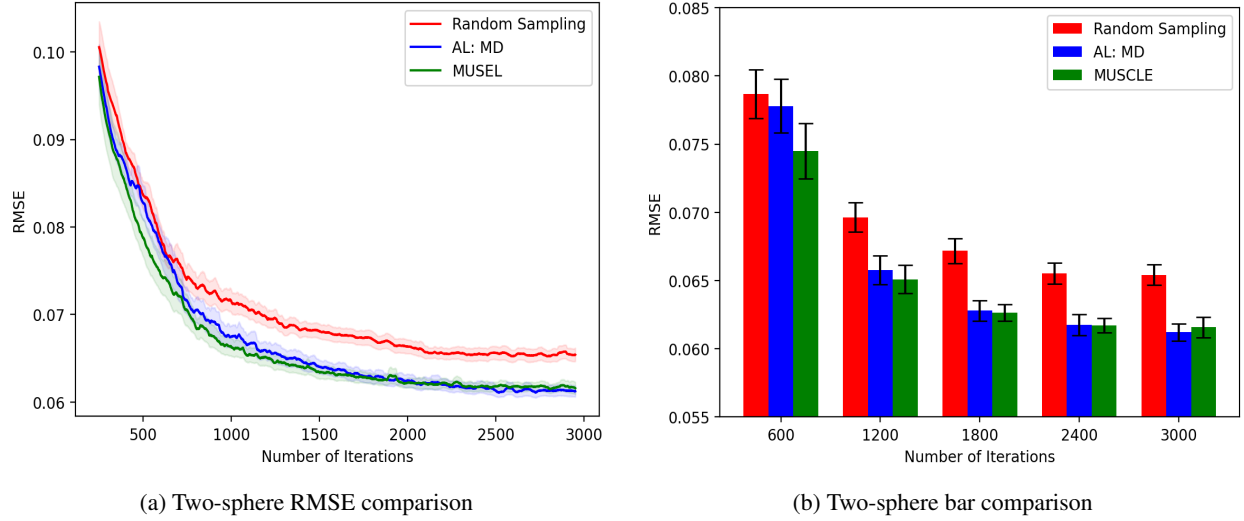 0.10
0.09
0.08
0.07
0.06
RMSE
500
1000
1500
2000
2500
3000
Number of Iterations
Random Sampling
AL: MD
MUSEL
(a) Two-sphere RMSE comparison
0.085
0.080
0.075
0.070
0.065
0.060
0.055
RMSE
600
1200
1800
2400
3000
Number of Iterations
Random Sampling
AL: MD
MUSCLE
(b) Two-sphere bar comparison